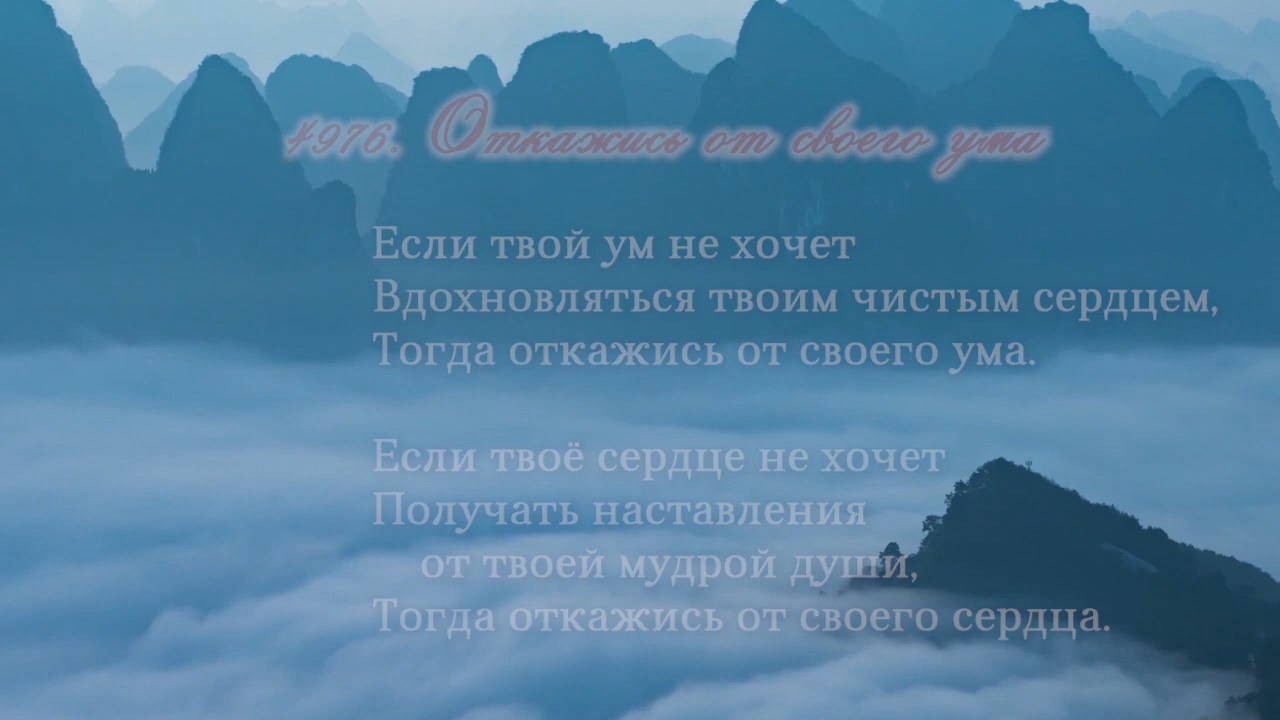 4976. Откажись от своего ума
Если твой ум не хочет
Вдохновляться твоим чистым сердцем,
Тогда откажись от своего ума.
Если твоё сердце не хочет
Получать наставления
от твоей мудрой души,
Тогда откажись от своего сердца.